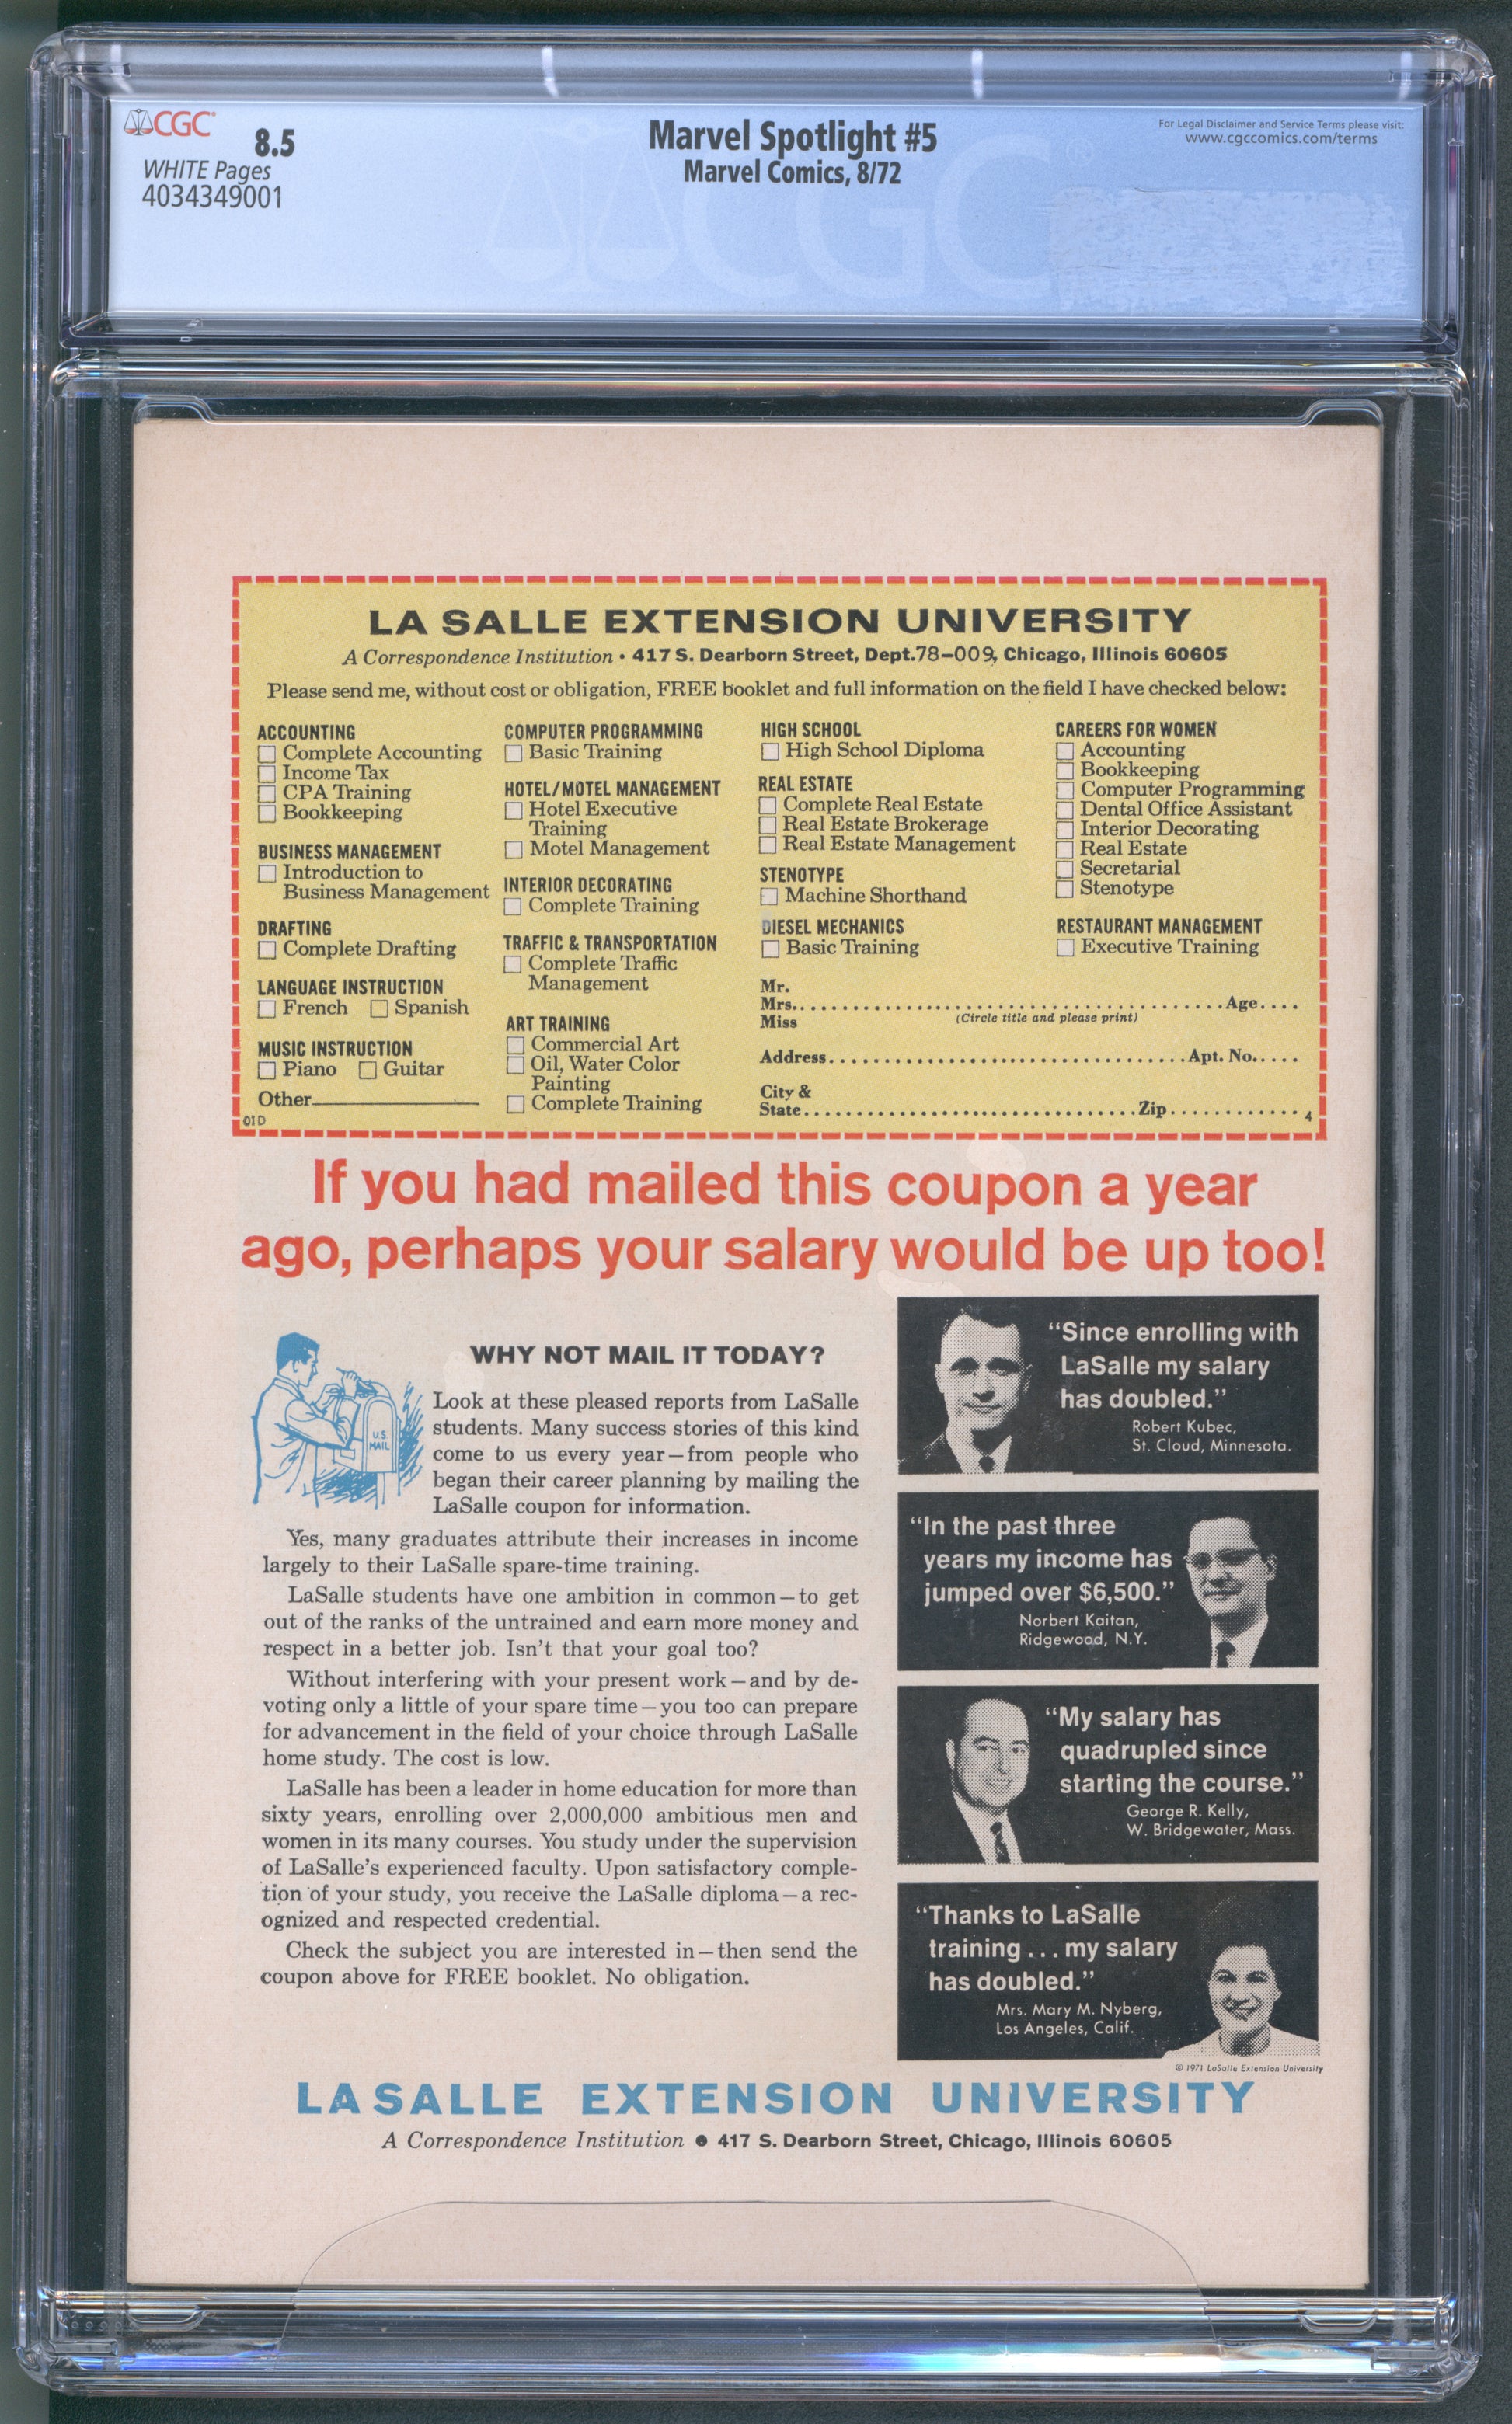 CGC
8.5
WHITE Pages
4034349001
Marvel Spotlight #5
Marvel Comics, 8/72
For Legal Disclaimer and Service Terms please visit:
www.cgccomics.com/terms
CGC
LA SALLE EXTENSION UNIVERSITY
A Correspondence Institution • 417 S. Dearborn Street, Dept.78-009, Chicago, Illinois 60605
Please send me, without cost or obligation, FREE booklet and full information on the field I have checked below:
ACCOUNTING
Complete Accounting
Income Tax
CPA Training
Bookkeeping
BUSINESS MANAGEMENT
Introduction to
Business Management
DRAFTING
Complete Drafting
LANGUAGE INSTRUCTION
French Spanish
MUSIC INSTRUCTION
Piano Guitar
Other
01D
COMPUTER PROGRAMMING
Basic Training
HOTEL/MOTEL MANAGEMENT
Hotel Executive
Training
Motel Management
INTERIOR DECORATING
Complete Training
TRAFFIC & TRANSPORTATION
Complete Traffic
Management
ART TRAINING
Commercial Art
Oil, Water Color
Painting
Complete Training
HIGH SCHOOL
High School Diploma
REAL ESTATE
Complete Real Estate
Real Estate Brokerage
Real Estate Management
STENOTYPE
Machine Shorthand
DIESEL MECHANICS
Basic Training
CAREERS FOR WOMEN
Accounting
Bookkeeping
Computer Programming
Dental Office Assistant
Interior Decorating
Real Estate
Secretarial
Stenotype
RESTAURANT MANAGEMENT
Executive Training
Mr.
Mrs. Age
Miss (Circle title and please print)
Address Apt. No.
City &
State Zip 4
If you had mailed this coupon a year
ago, perhaps your salary would be up too!
U.S.
MAIL
WHY NOT MAIL IT TODAY?
Look at these pleased reports from LaSalle
students. Many success stories of this kind
come to us every year—from people who
began their career planning by mailing the
LaSalle coupon for information.
Yes, many graduates attribute their increases in income
largely to their LaSalle spare-time training.
LaSalle students have one ambition in common—to get
out of the ranks of the untrained and earn more money and
respect in a better job. Isn't that your goal too?
Without interfering with your present work—and by de-
voting only a little of your spare time—you too can prepare
for advancement in the field of your choice through LaSalle
home study. The cost is low.
LaSalle has been a leader in home education for more than
sixty years, enrolling over 2,000,000 ambitious men and
women in its many courses. You study under the supervision
of LaSalle's experienced faculty. Upon satisfactory comple-
tion of your study, you receive the LaSalle diploma—a rec-
ognized and respected credential.
Check the subject you are interested in—then send the
coupon above for FREE booklet. No obligation.
"Since enrolling with
LaSalle my salary
has doubled."
Robert Kubec,
St. Cloud, Minnesota.
"In the past three
years my income has
jumped over $6,500."
Norbert Kaitan,
Ridgewood, N.Y.
"My salary has
quadrupled since
starting the course."
George R. Kelly,
W. Bridgewater, Mass.
"Thanks to LaSalle
training ... my salary
has doubled."
Mrs. Mary M. Nyberg,
Los Angeles, Calif.
© 1971 LaSalle Extension University
LASALLE EXTENSION UNIVERSITY
A Correspondence Institution • 417 S. Dearborn Street, Chicago, Illinois 60605